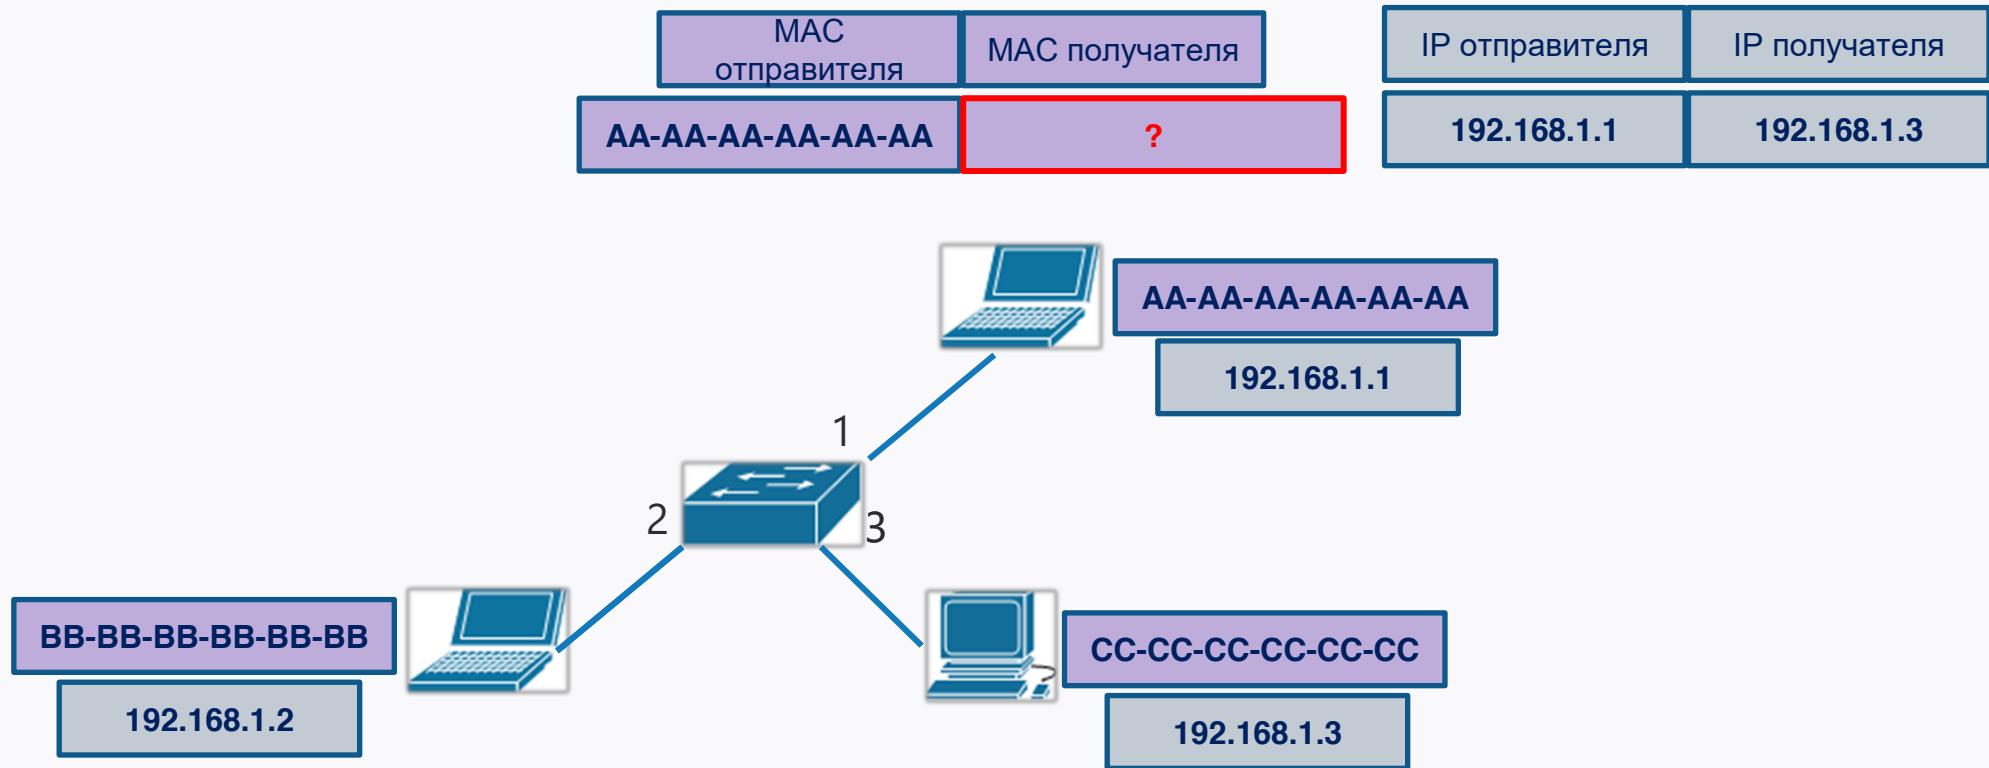 MAC
отправителя
MAC получателя
IP отправителя
IP получателя
AA-AA-AA-AA-AA-AA
?
192.168.1.1
192.168.1.3
AA-AA-AA-AA-AA-AA
192.168.1.1
1
2
3
BB-BB-BB-BB-BB-BB
192.168.1.2
CC-CC-CC-CC-CC-CC
192.168.1.3